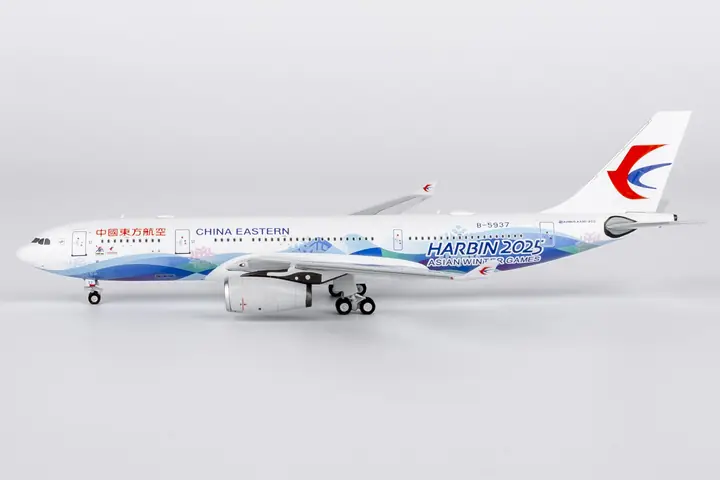 中國東方航空
CHINA EASTERN
B-5937
HARBIN 2025
ASIAN WINTER GAMES